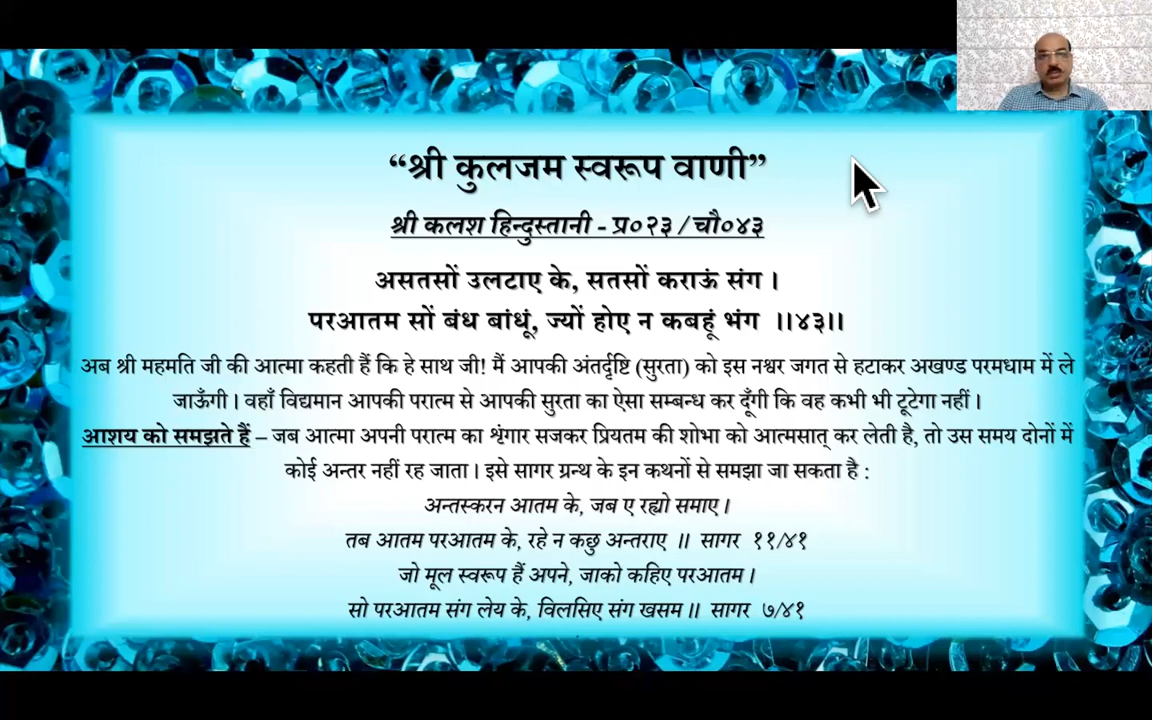 “श्री कुलजम स्वरूप वाणी”
श्री कलश हिन्दुस्तानी - प्र०२३ / चौ०४३
असतसों उलटाए के, सतसों कराऊं संग ।
परआतम सों बंध बांधूं, ज्यों होए न कबहूं भंग ।।४३।।
अब श्री महमति जी की आत्मा कहती हैं कि हे साथ जी! मैं आपकी अंतर्दृष्टि (सुरता) को इस नश्वर जगत से हटाकर अखण्ड परमधाम में ले
जाऊँगी । वहाँ विद्यमान आपकी परात्म से आपकी सुरता का ऐसा सम्बन्ध कर दूँगी कि वह कभी भी टूटेगा नहीं ।
आशय को समझते हैं – जब आत्मा अपनी परात्म का शृंगार सजकर प्रियतम की शोभा को आत्मसात् कर लेती है, तो उस समय दोनों में
कोई अन्तर नहीं रह जाता । इसे सागर ग्रन्थ के इन कथनों से समझा जा सकता है :
अन्तस्करन आतम के, जब ए रह्यो समाए ।
तब आतम परआतम के, रहे न कछु अन्तराए ॥ सागर ११/४१
जो मूल स्वरूप हैं अपने, जाको कहिए परआतम ।
सो परआतम संग लेय के, विलसिए संग खसम ॥ सागर ७/४१